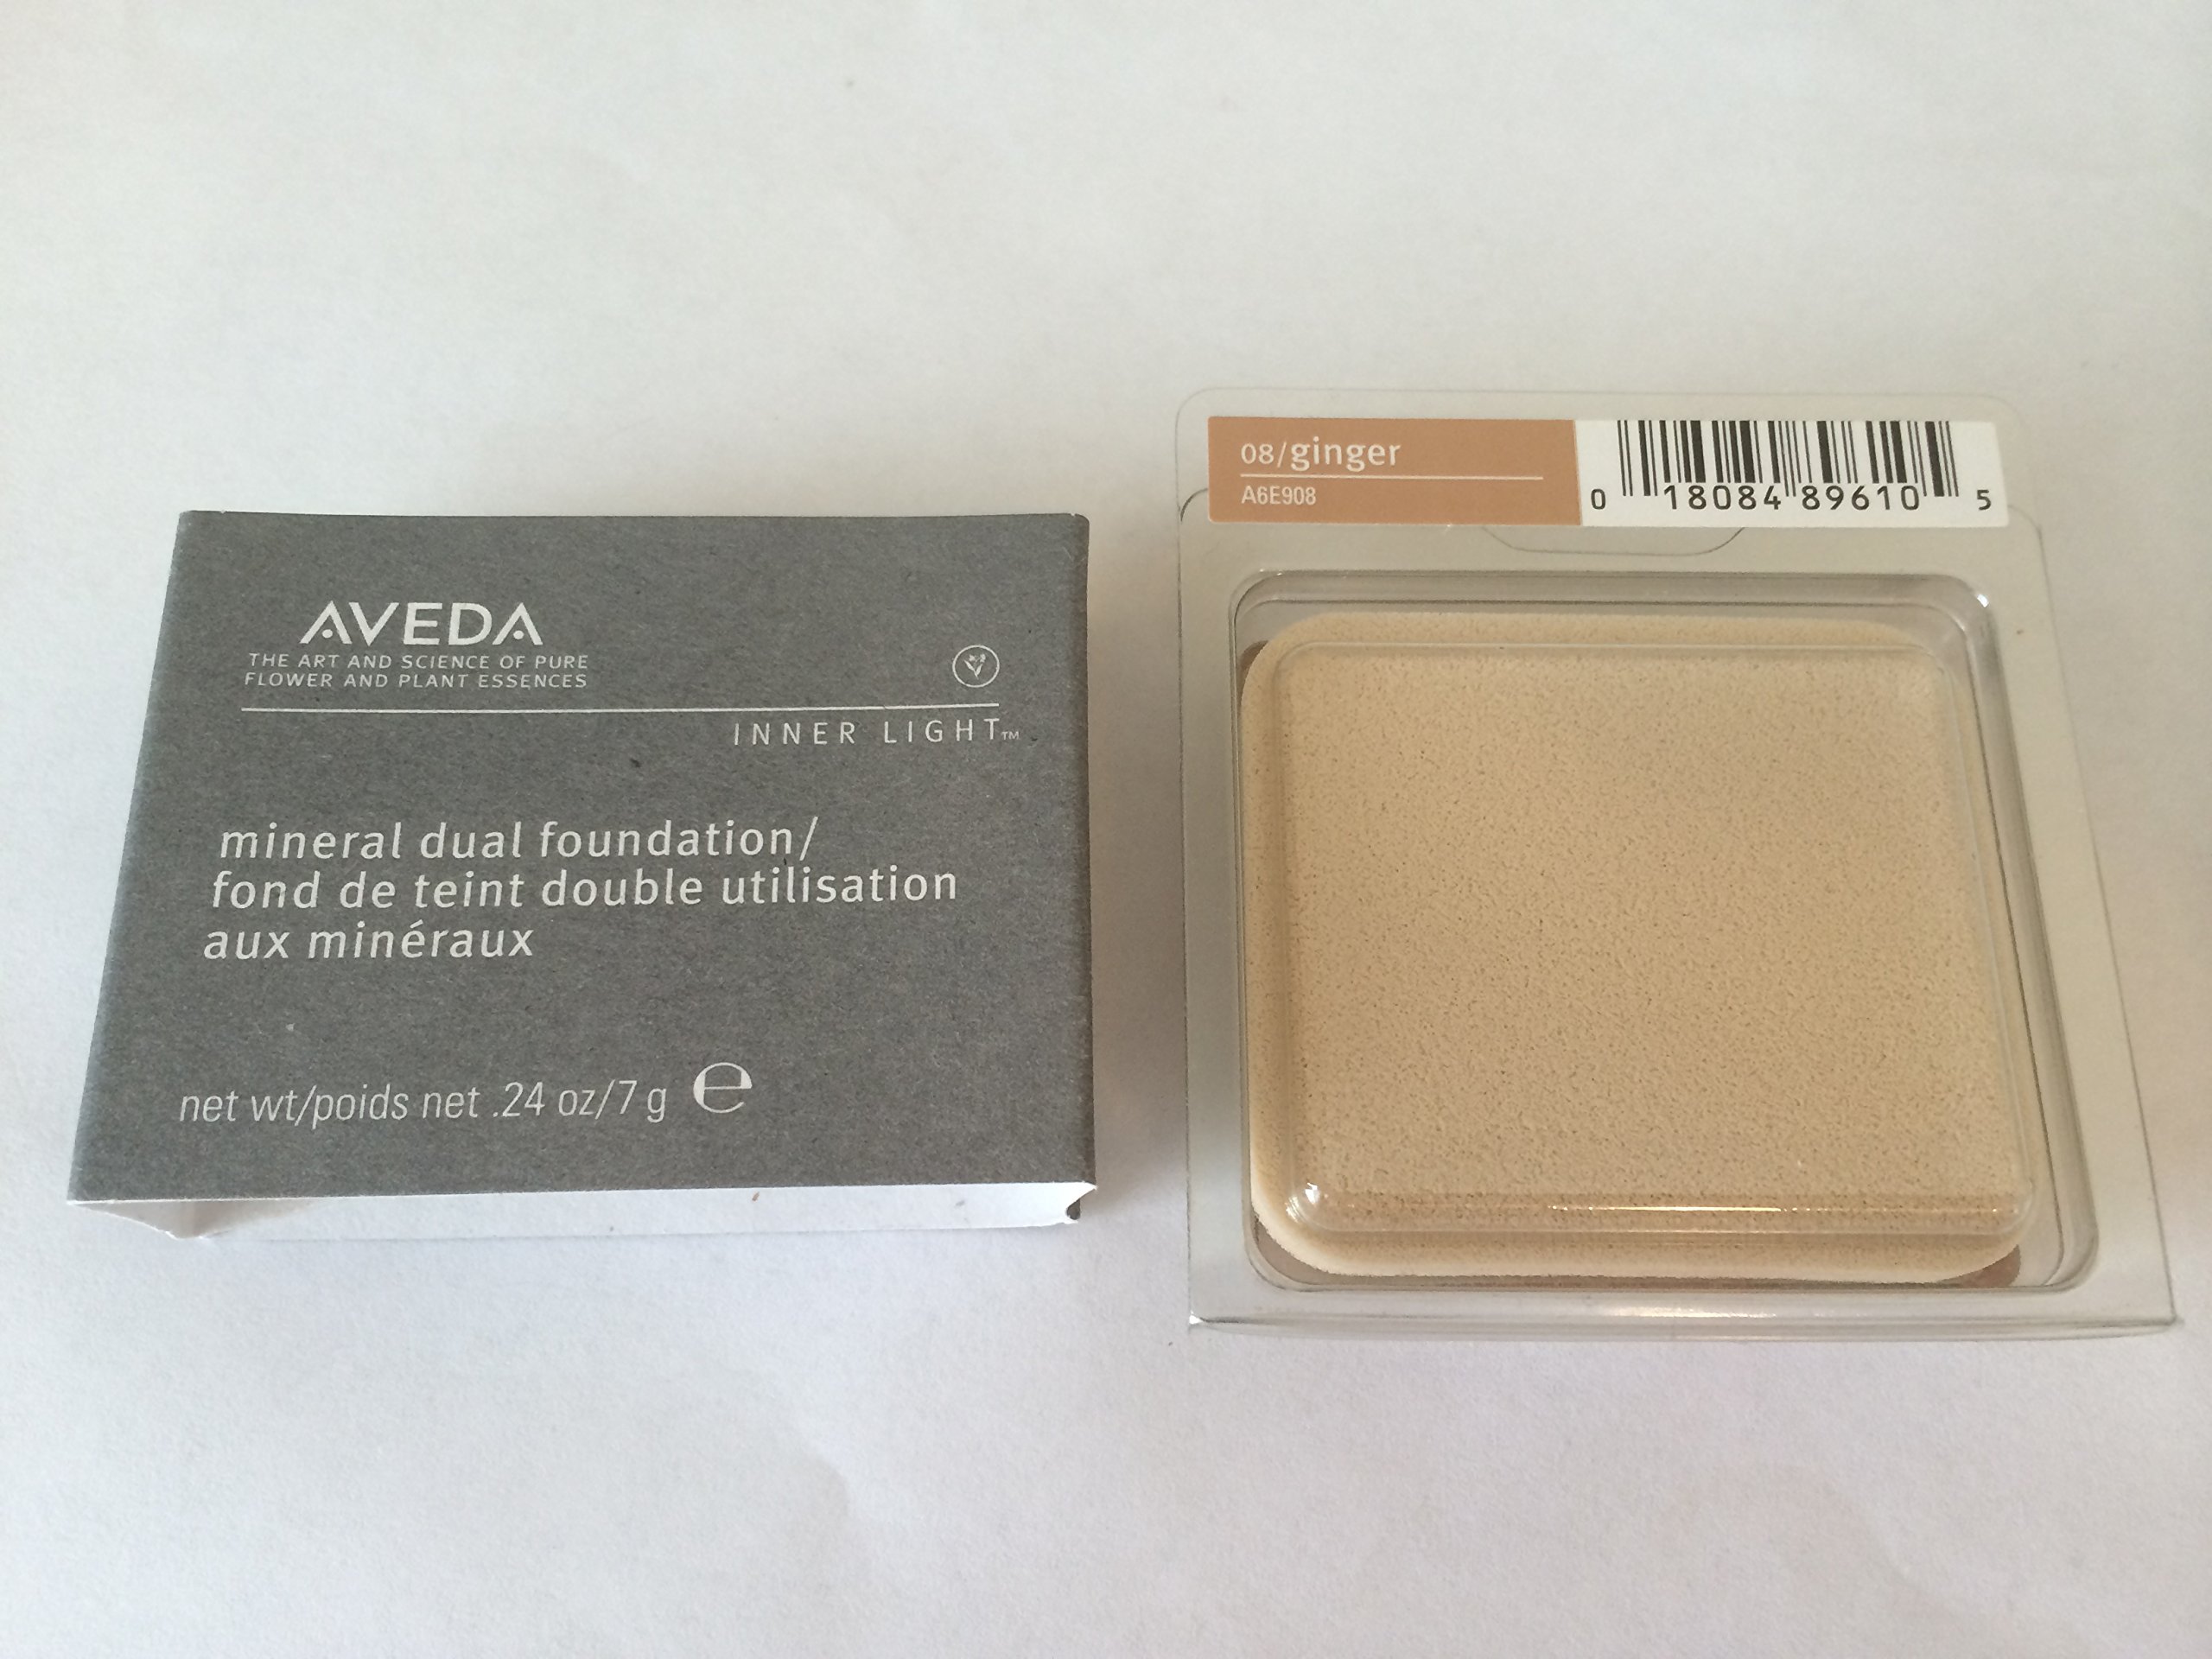 AVEDA
THE ART AND SCIENCE OF PURE
FLOWER AND PLANT ESSENCES
INNER LIGHT™
mineral dual foundation/
fond de teint double utilisation
aux minéraux
net wt/poids net .24 oz/7 g ℮
08/ginger
A6E908
0 18084 89610 5